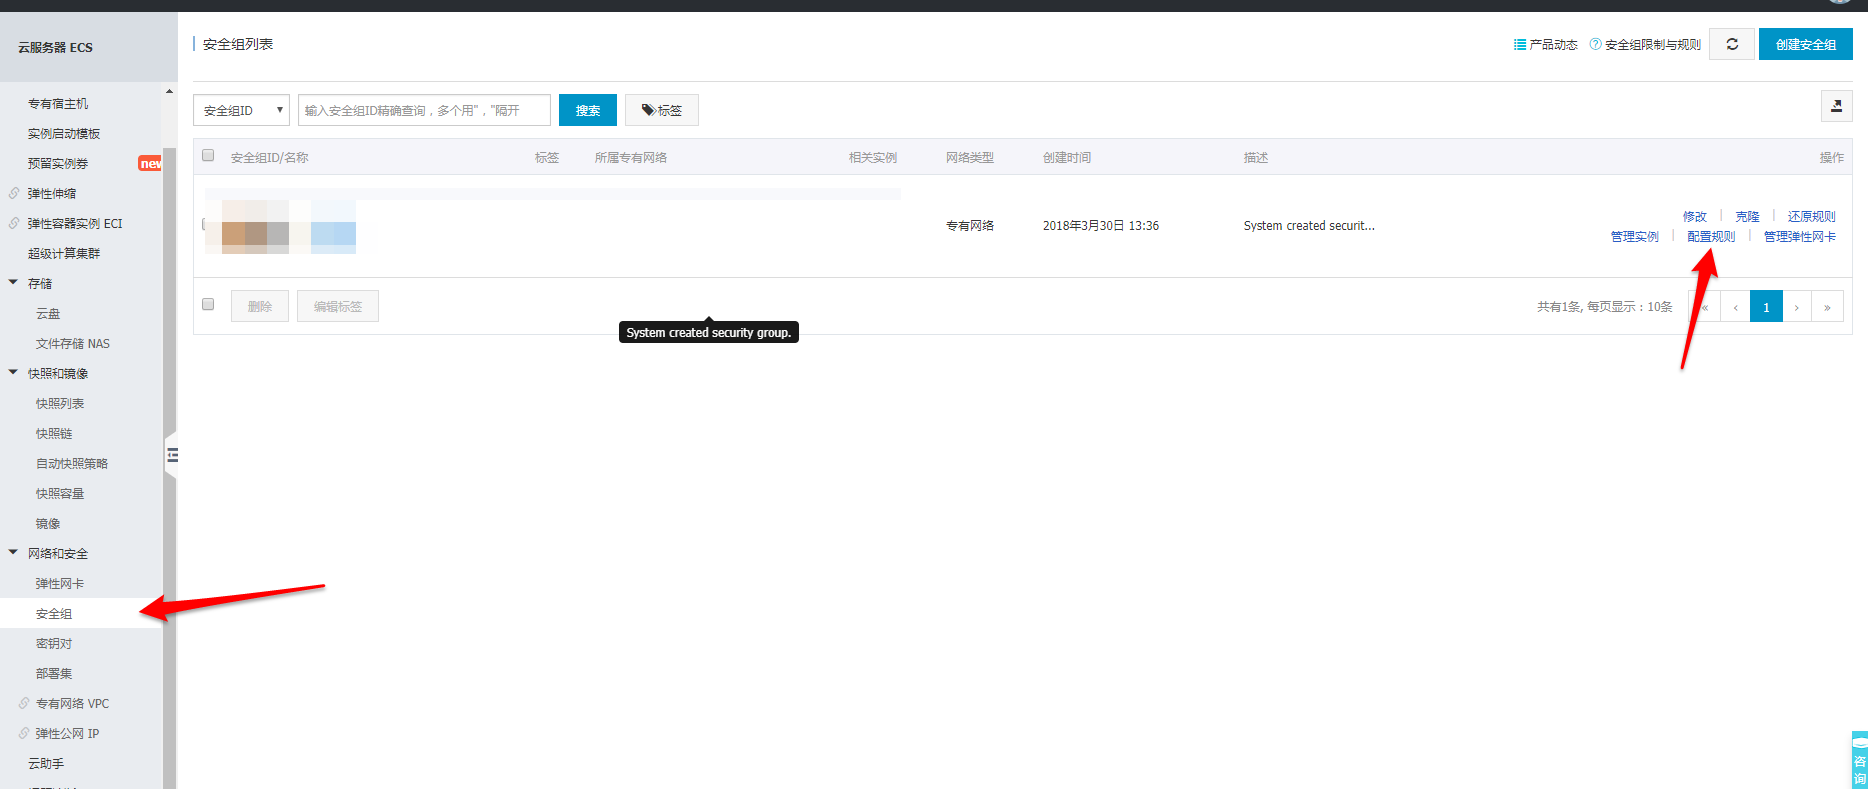 云服务器 ECS
专有宿主机
实例启动模板
预留实例券
new
弹性伸缩
弹性容器实例 ECI
超级计算集群
存储
云盘
文件存储 NAS
快照和镜像
快照列表
快照链
自动快照策略
快照容量
镜像
网络和安全
弹性网卡
安全组
密钥对
部署集
专有网络 VPC
弹性公网 IP
云助手
安全组列表
产品动态
安全组限制与规则
创建安全组
安全组ID
输入安全组ID精确查询，多个用"，"隔开
搜索
标签
安全组ID/名称 标签 所属专有网络 相关实例 网络类型 创建时间 描述 操作
专有网络 2018年3月30日 13:36 System created securit...
修改 | 克隆 | 还原规则
管理实例 | 配置规则 | 管理弹性网卡
删除
编辑标签
System created security group.
共有1条, 每页显示：10条
« ‹ 1 › »
咨
询